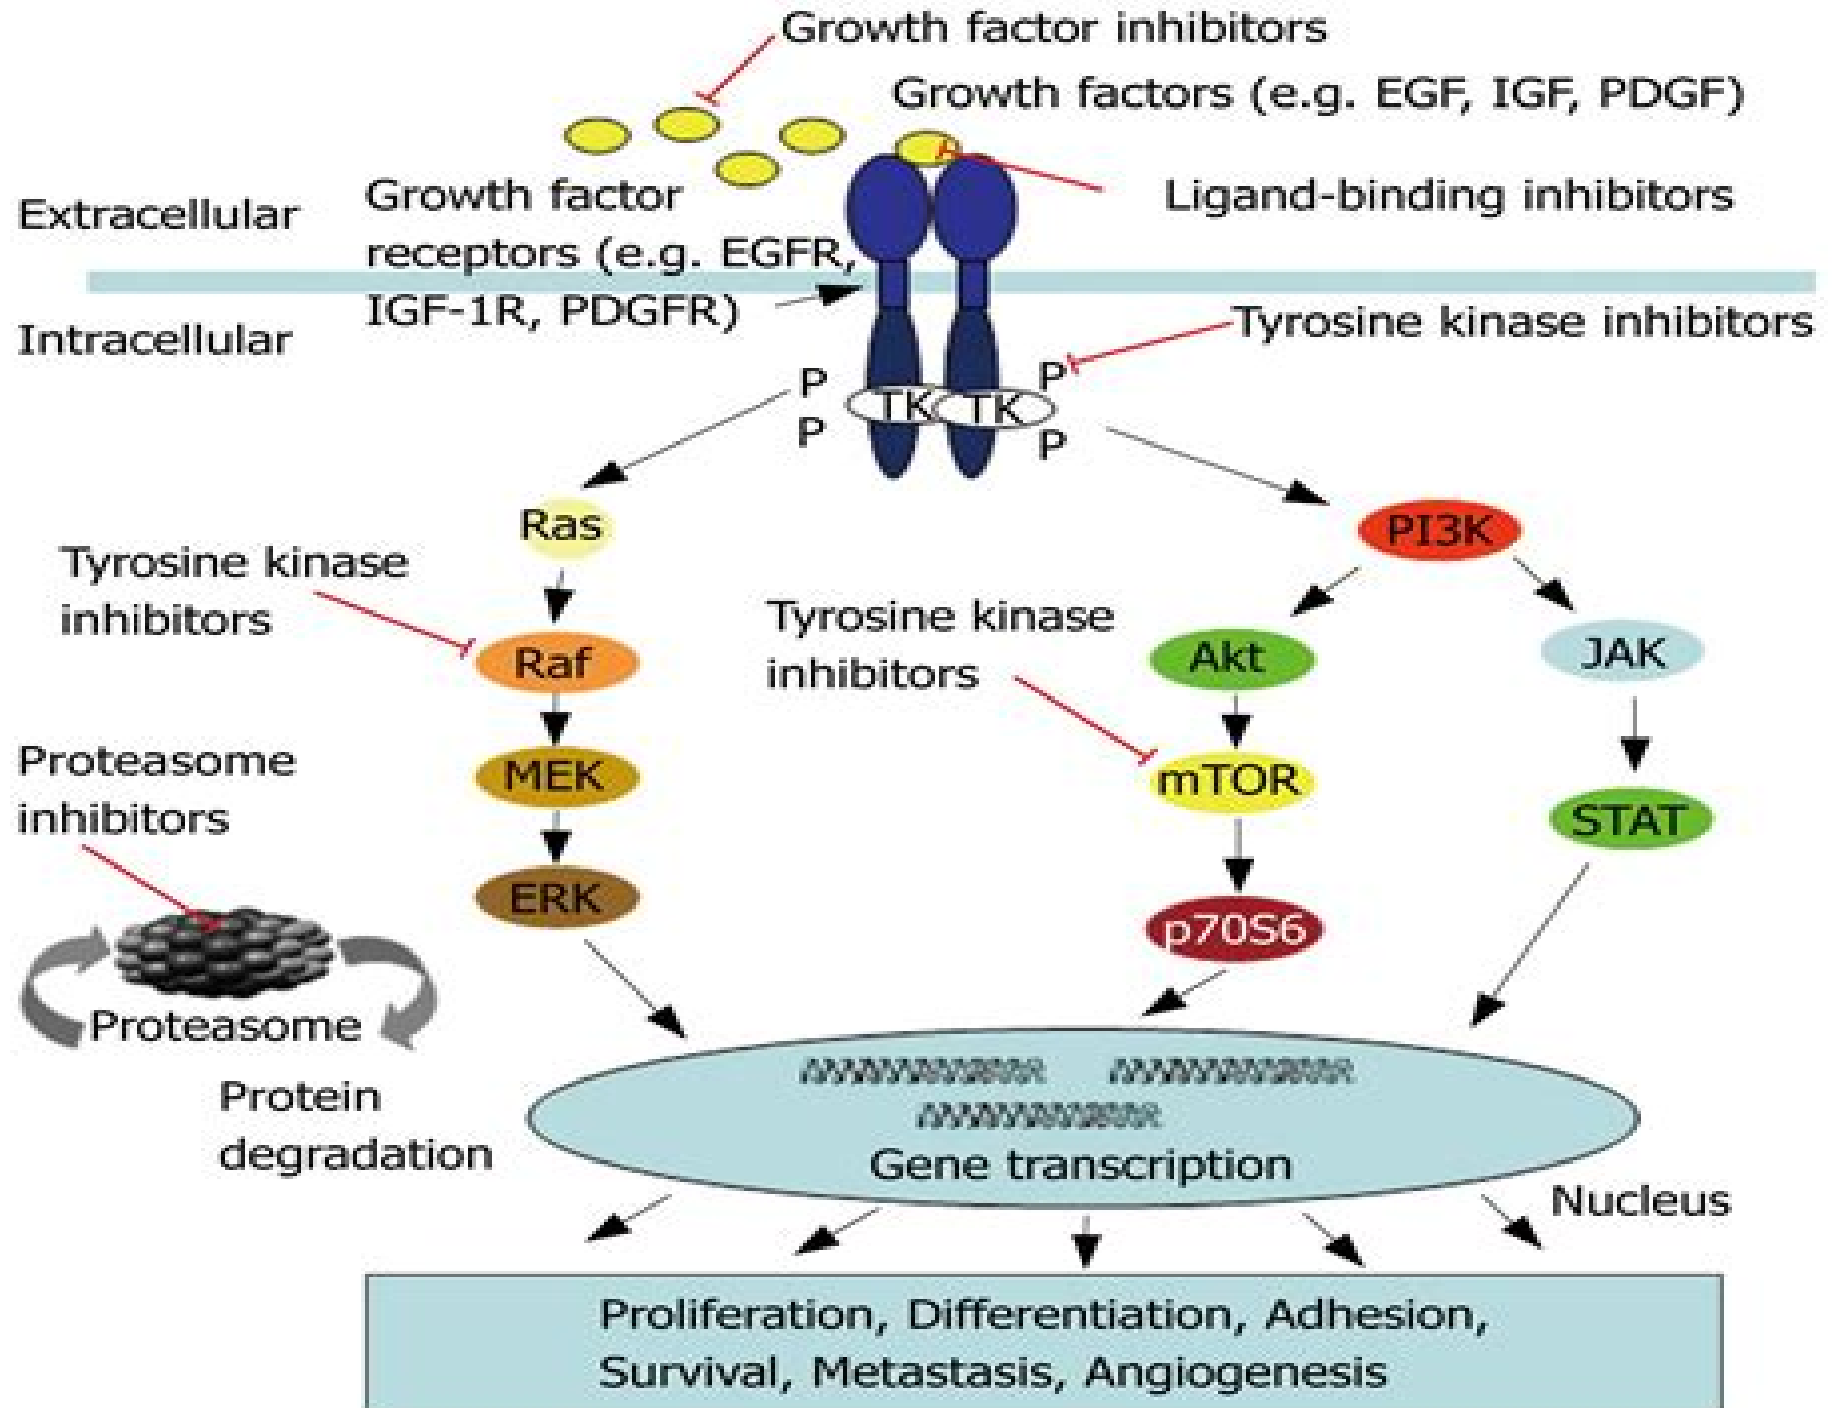 Growth factor inhibitors
Growth factors (e.g. EGF, IGF, PDGF)
Extracellular
Growth factor
receptors (e.g. EGFR,
IGF-1R, PDGFR)
Ligand-binding inhibitors
Intracellular
Tyrosine kinase inhibitors
P
P
TK
TK
P
P
Ras
PI3K
Tyrosine kinase
inhibitors
Raf
Tyrosine kinase
inhibitors
Akt
JAK
Proteasome
inhibitors
MEK
mTOR
STAT
ERK
p70S6
Proteasome
Protein
degradation
Gene transcription
Nucleus
Proliferation, Differentiation, Adhesion,
Survival, Metastasis, Angiogenesis